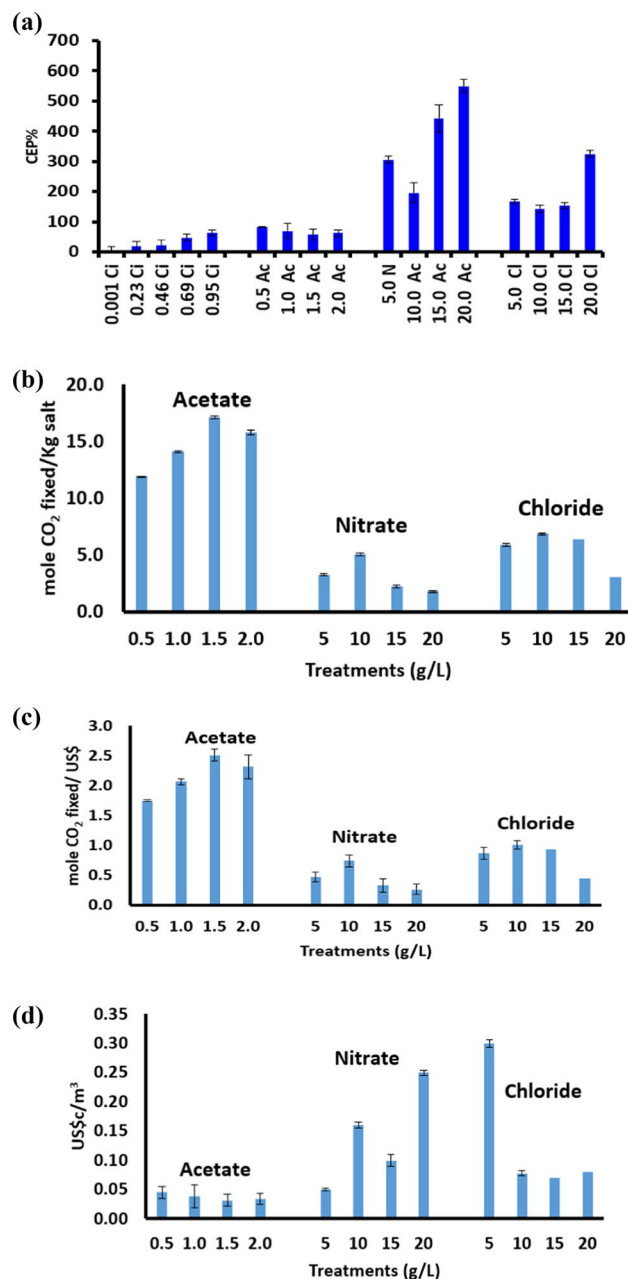 (a)
700
600
500
400
300
200
100
0
CEP%
0.001 Ci
0.23 Ci
0.46 Ci
0.69 Ci
0.95 Ci
0.5 Ac
1.0 Ac
1.5 Ac
2.0 Ac
5.0 N
10.0 Ac
15.0 Ac
20.0 Ac
5.0 Cl
10.0 Cl
15.0 Cl
20.0 Cl
(b)
20.0
15.0
10.0
5.0
0.0
mole CO2 fixed/Kg salt
Acetate
Nitrate
Chloride
0.5 1.0 1.5 2.0 5 10 15 20 5 10 15 20
Treatments (g/L)
(c)
3.0
2.5
2.0
1.5
1.0
0.5
0.0
mole CO2 fixed/ US$
Acetate
Nitrate
Chloride
0.5 1.0 1.5 2.0 5 10 15 20 5 10 15 20
Treatments (g/L)
(d)
0.35
0.30
0.25
0.20
0.15
0.10
0.05
0.00
US$c/m³
Acetate
Nitrate
Chloride
0.5 1.0 1.5 2.0 5 10 15 20 5 10 15 20
Treatments (g/L)